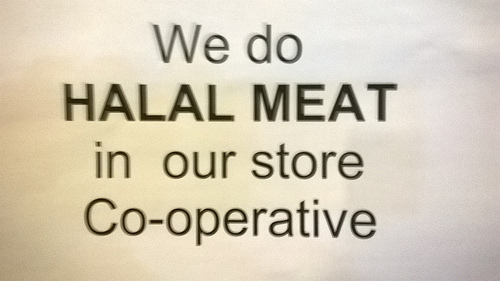 We do
HALAL MEAT
in our store
Co-operative